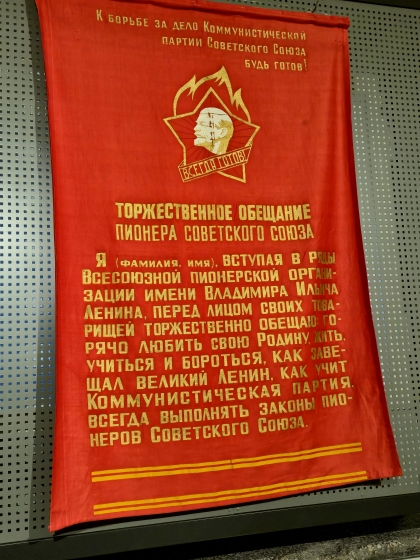 К борьбе за дело Коммунистической
партии Советского Союза
будь готов!
ВСЕГДА ГОТОВ!
ТОРЖЕСТВЕННОЕ ОБЕЩАНИЕ
ПИОНЕРА СОВЕТСКОГО СОЮЗА
Я (фамилия, имя), вступая в ряды
Всесоюзной пионерской органи-
зации имени Владимира Ильича
Ленина, перед лицом своих това-
рищей торжественно обещаю: го-
рячо любить свою Родину, жить,
учиться и бороться, как заве-
щал великий Ленин, как учит
Коммунистическая партия,
всегда выполнять законы пио-
неров Советского Союза.